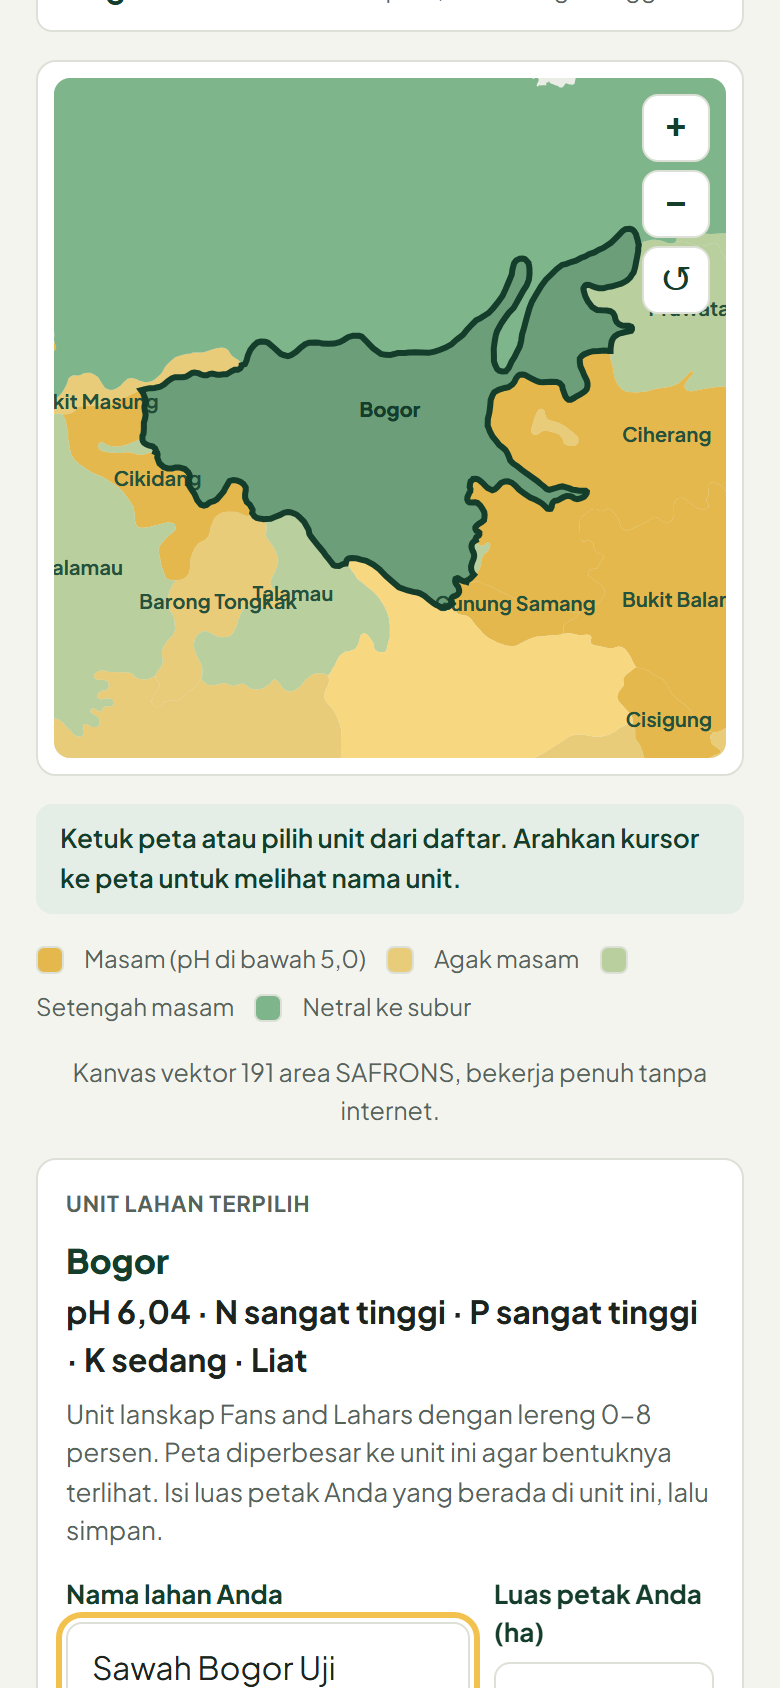 +
−
↺
kit Masung
Bogor
Ciherang
Cikidang
alamau
Talamau
Barong Tongkak
Gunung Samang
Bukit Balar
Cisigung
Ketuk peta atau pilih unit dari daftar. Arahkan kursor
ke peta untuk melihat nama unit.
Masam (pH di bawah 5,0) Agak masam
Setengah masam Netral ke subur
Kanvas vektor 191 area SAFRONS, bekerja penuh tanpa
internet.
UNIT LAHAN TERPILIH
Bogor
pH 6,04 · N sangat tinggi · P sangat tinggi
· K sedang · Liat
Unit lanskap Fans and Lahars dengan lereng 0–8
persen. Peta diperbesar ke unit ini agar bentuknya
terlihat. Isi luas petak Anda yang berada di unit ini, lalu
simpan.
Nama lahan Anda
Luas petak Anda
(ha)
Sawah Bogor Uji